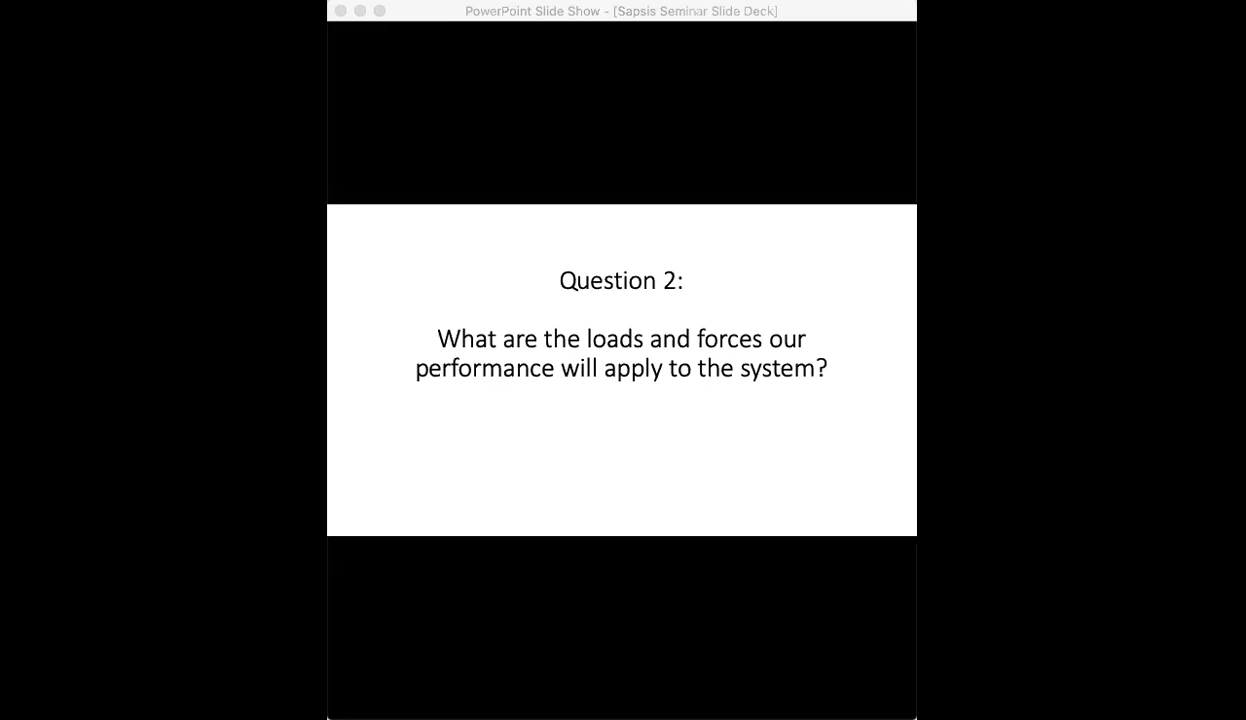 PowerPoint Slide Show - [Sapsis Seminar Slide Deck]
Question 2:
What are the loads and forces our
performance will apply to the system?